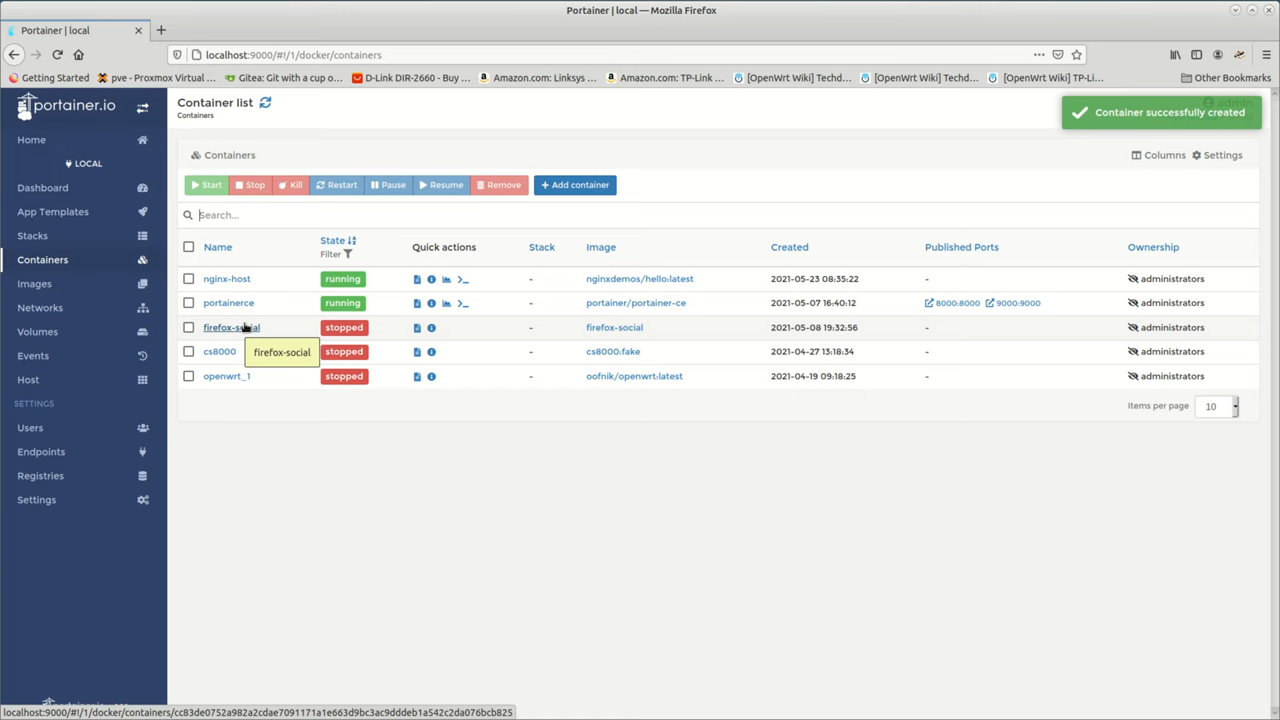 Portainer | local — Mozilla Firefox
Portainer | local
localhost:9000/#!/1/docker/containers
Getting Started
pve - Proxmox Virtual ...
Gitea: Git with a cup o...
D-Link DIR-2660 - Buy ...
Amazon.com: Linksys ...
Amazon.com: TP-Link ...
[OpenWrt Wiki] Techd...
[OpenWrt Wiki] Techd...
[OpenWrt Wiki] TP-Li...
Other Bookmarks
portainer.io
Home
LOCAL
Dashboard
App Templates
Stacks
Containers
Images
Networks
Volumes
Events
Host
SETTINGS
Users
Endpoints
Registries
Settings
Container list
Containers
admin
Container successfully created
Containers
Columns Settings
Start Stop Kill Restart Pause Resume Remove + Add container
Search...
Name State Filter Quick actions Stack Image Created Published Ports Ownership
nginx-host running - nginxdemos/hello:latest 2021-05-23 08:35:22 - administrators
portainerce running - portainer/portainer-ce 2021-05-07 16:40:12 8000:8000 9000:9000 administrators
firefox-social stopped - firefox-social 2021-05-08 19:32:56 - administrators
cs8000 stopped - cs8000:fake 2021-04-27 13:18:34 - administrators
firefox-social
openwrt_1 stopped - oofnik/openwrt:latest 2021-04-19 09:18:25 - administrators
Items per page 10
localhost:9000/#!/1/docker/containers/cc83de0752a982a2cdae7091171a1e663d9bc3ac9dddeb1a542c2da076bcb825